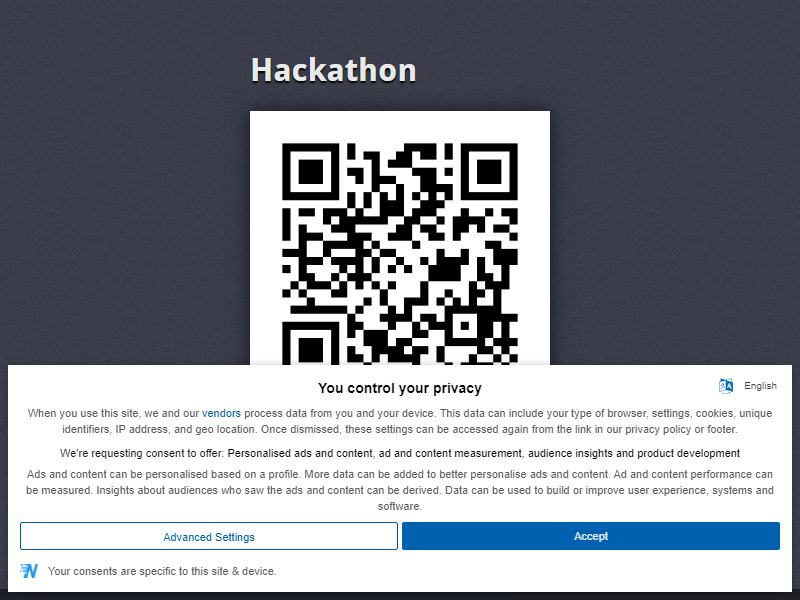 Hackathon
You control your privacy
English
When you use this site, we and our vendors process data from you and your device. This data can include your type of browser, settings, cookies, unique
identifiers, IP address, and geo location. Once dismissed, these settings can be accessed again from the link in our privacy policy or footer.
We're requesting consent to offer: Personalised ads and content, ad and content measurement, audience insights and product development
Ads and content can be personalised based on a profile. More data can be added to better personalise ads and content. Ad and content performance can
be measured. Insights about audiences who saw the ads and content can be derived. Data can be used to build or improve user experience, systems and
software.
Advanced Settings
Accept
Your consents are specific to this site & device.